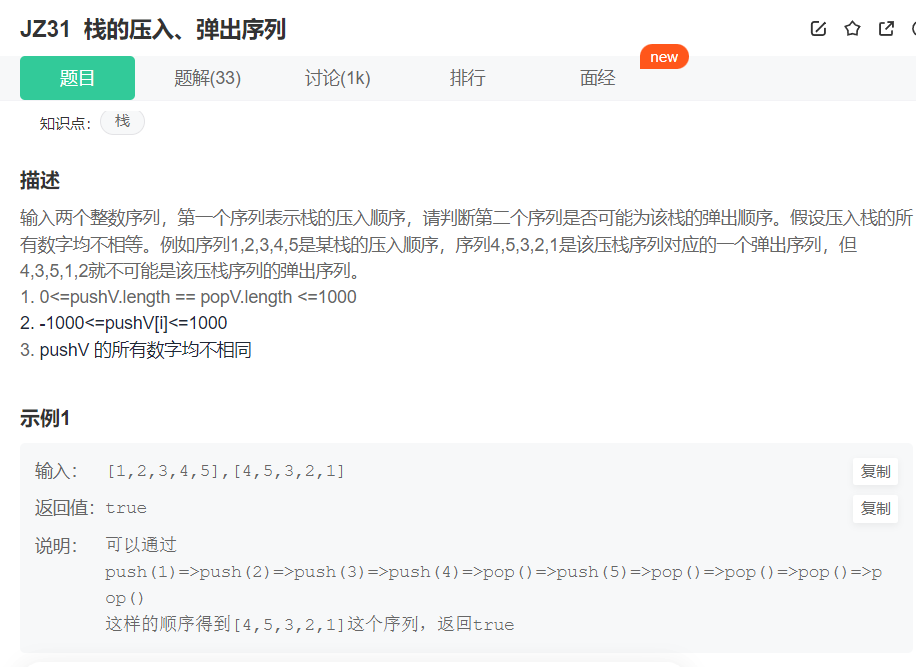 JZ31 栈的压入、弹出序列
new
题目 题解(33) 讨论(1k) 排行 面经
知识点： 栈
描述
输入两个整数序列，第一个序列表示栈的压入顺序，请判断第二个序列是否可能为该栈的弹出顺序。假设压入栈的所
有数字均不相等。例如序列1,2,3,4,5是某栈的压入顺序，序列4,5,3,2,1是该压栈序列对应的一个弹出序列，但
4,3,5,1,2就不可能是该压栈序列的弹出序列。
1. 0<=pushV.length == popV.length <=1000
2. -1000<=pushV[i]<=1000
3. pushV 的所有数字均不相同
示例1
输入： [1,2,3,4,5],[4,5,3,2,1] 复制
返回值： true 复制
说明： 可以通过
push(1)=>push(2)=>push(3)=>push(4)=>pop()=>push(5)=>pop()=>pop()=>pop()=>p
op()
这样的顺序得到[4,5,3,2,1]这个序列，返回true